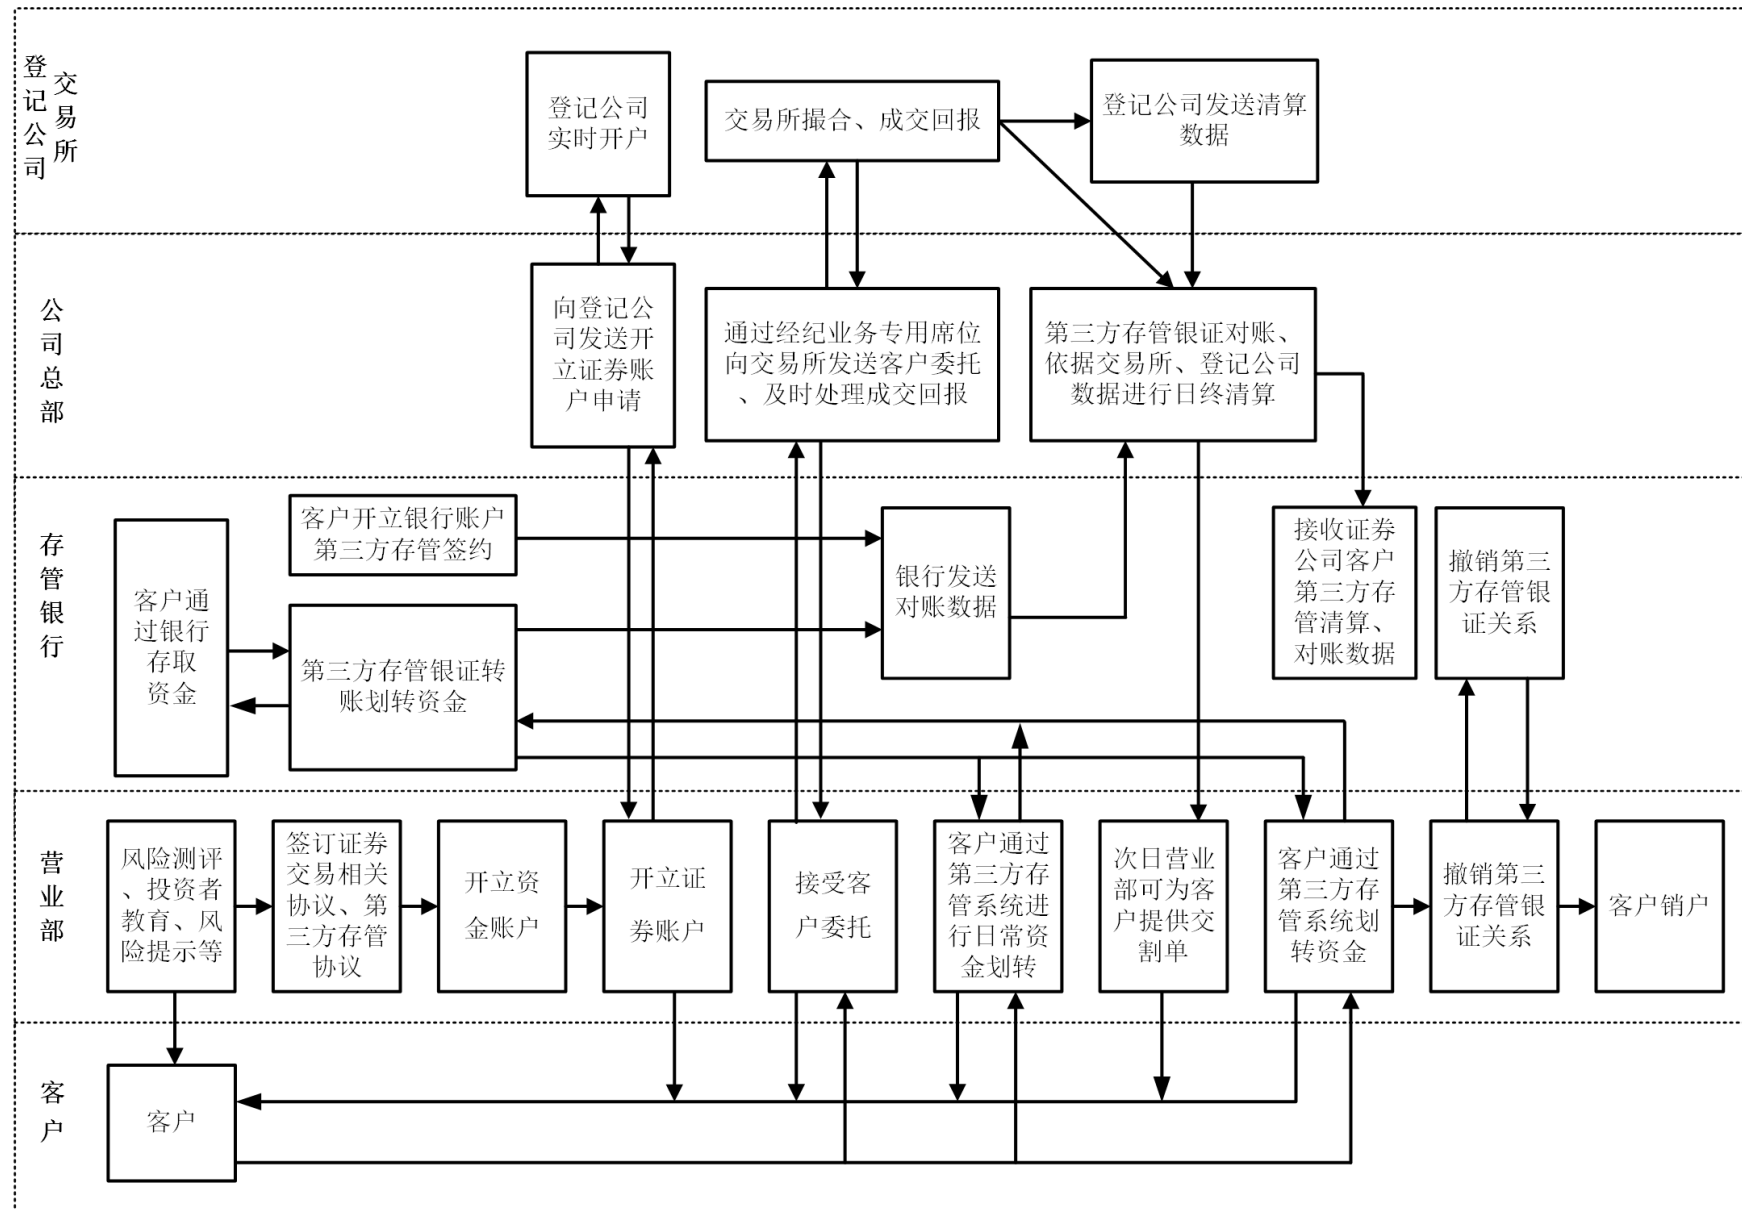 登记公司
交易所
登记公司
实时开户
交易所撮合、成交回报
登记公司发送清算
数据
公司总部
向登记公
司发送开
立证券账
户申请
通过经纪业务专用席位
向交易所发送客户委托
、及时处理成交回报
第三方存管银证对账、
依据交易所、登记公司
数据进行日终清算
存管银行
客户通
过银行
存取
资金
客户开立银行账户
第三方存管签约
第三方存管银证转
账划转资金
银行发送
对账数据
接收证券
公司客户
第三方存
管清算、
对账数据
撤销第三
方存管银
证关系
营业部
风险测评
、投资者
教育、风
险提示等
签订证券
交易相关
协议、第
三方存管
协议
开立资
金账户
开立证
券账户
接受客
户委托
客户通过
第三方存
管系统进
行日常资
金划转
次日营业
部可为客
户提供交
割单
客户通过
第三方存
管系统划
转资金
撤销第三
方存管银
证关系
客户销户
客户
客户